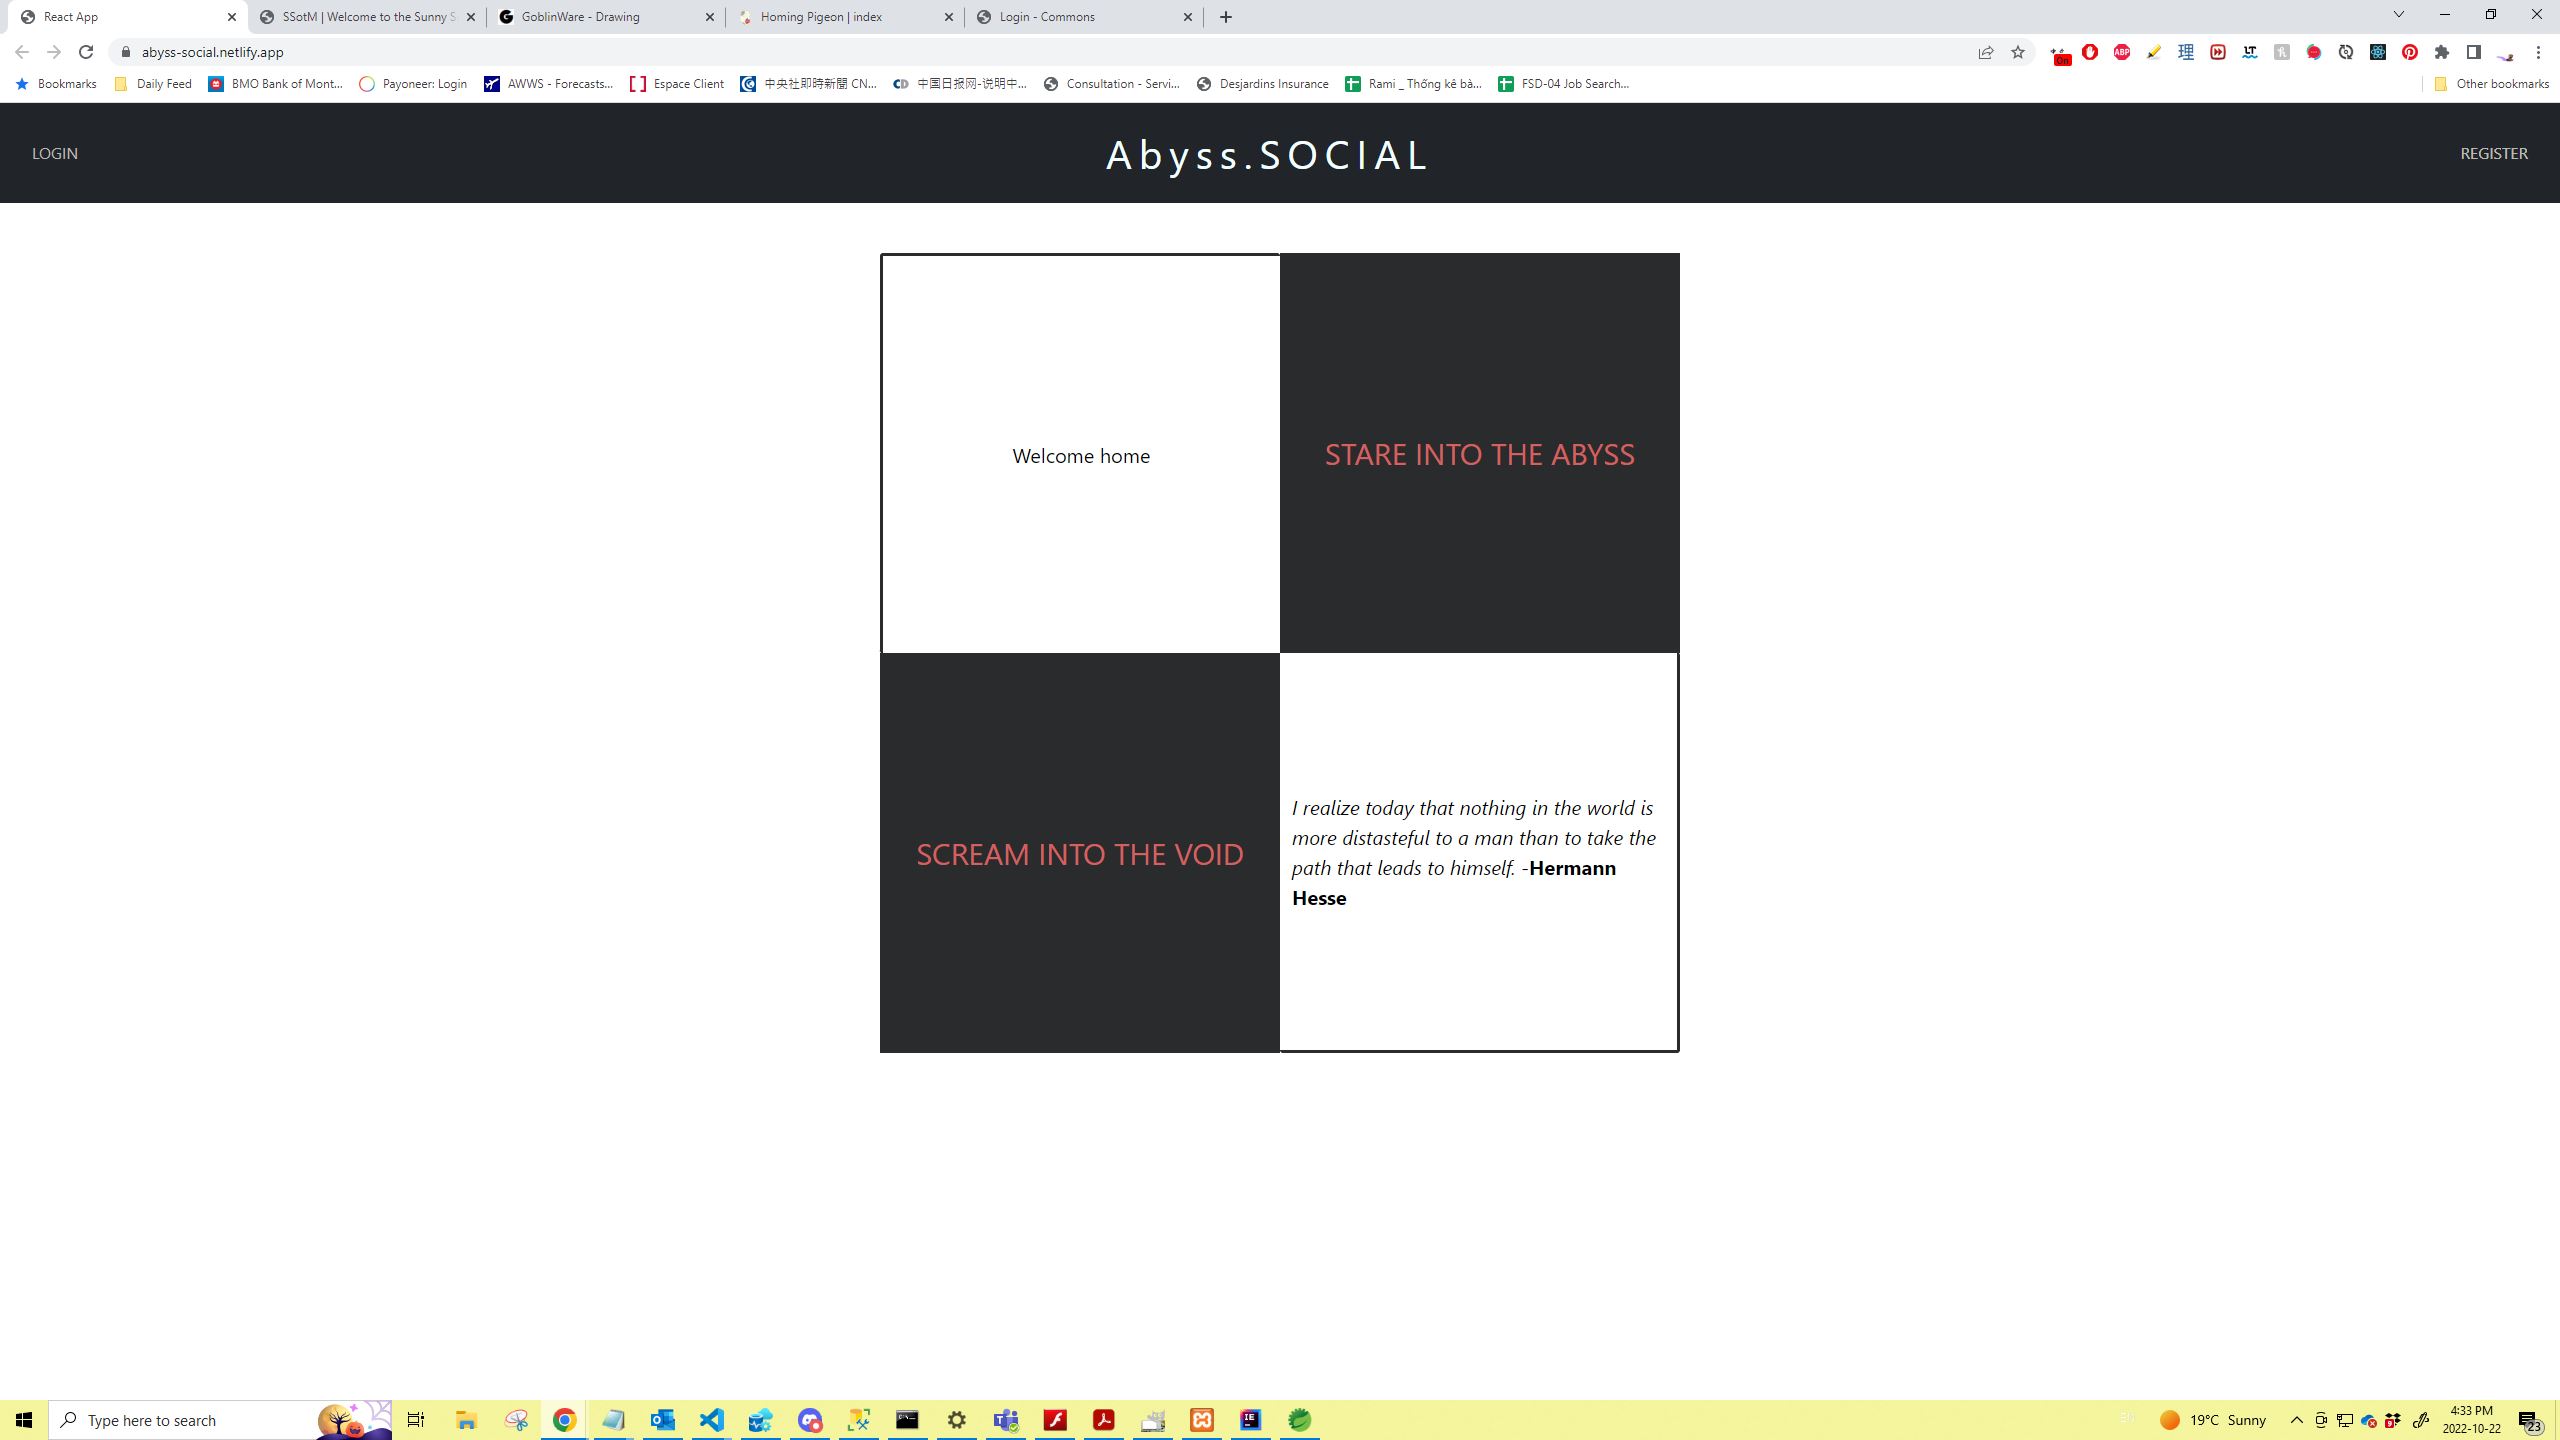 React App
SSotM | Welcome to the Sunny S
GoblinWare - Drawing
Homing Pigeon | index
Login - Commons
abyss-social.netlify.app
On
ABP
理
Bookmarks
Daily Feed
BMO Bank of Mont...
Payoneer: Login
AWWS - Forecasts...
Espace Client
中央社即時新聞 CN...
中国日报网-说明中...
Consultation - Servi...
Desjardins Insurance
Rami _ Thống kê bà...
FSD-04 Job Search...
Other bookmarks
LOGIN
Abyss.SOCIAL
REGISTER
Welcome home
STARE INTO THE ABYSS
SCREAM INTO THE VOID
I realize today that nothing in the world is
more distasteful to a man than to take the
path that leads to himself. -Hermann
Hesse
Type here to search
19°C Sunny
4:33 PM
2022-10-22
23